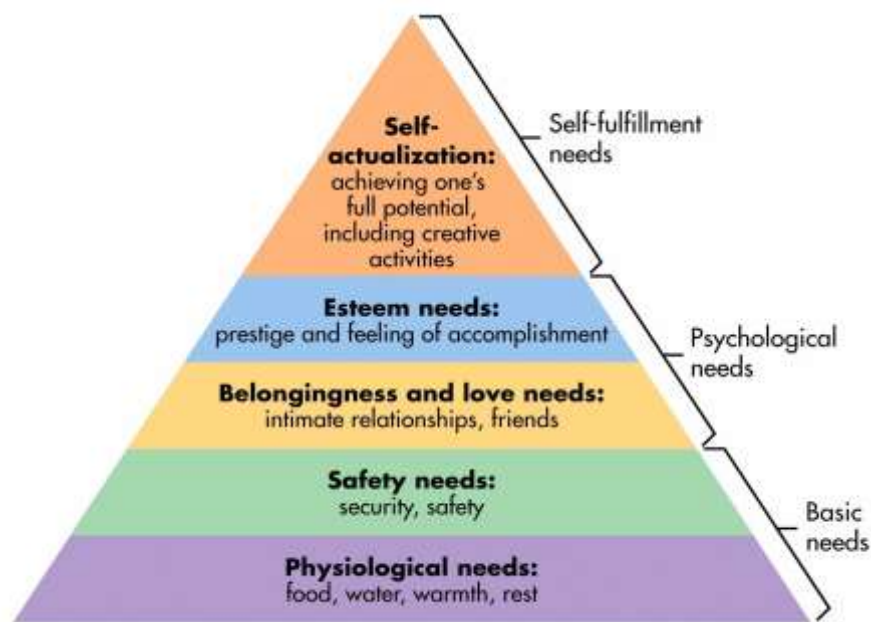 Self-
actualization:
achieving one's
full potential,
including creative
activities
Self-fulfillment
needs
Esteem needs:
prestige and feeling of accomplishment
Psychological
needs
Belongingness and love needs:
intimate relationships, friends
Safety needs:
security, safety
Basic
needs
Physiological needs:
food, water, warmth, rest